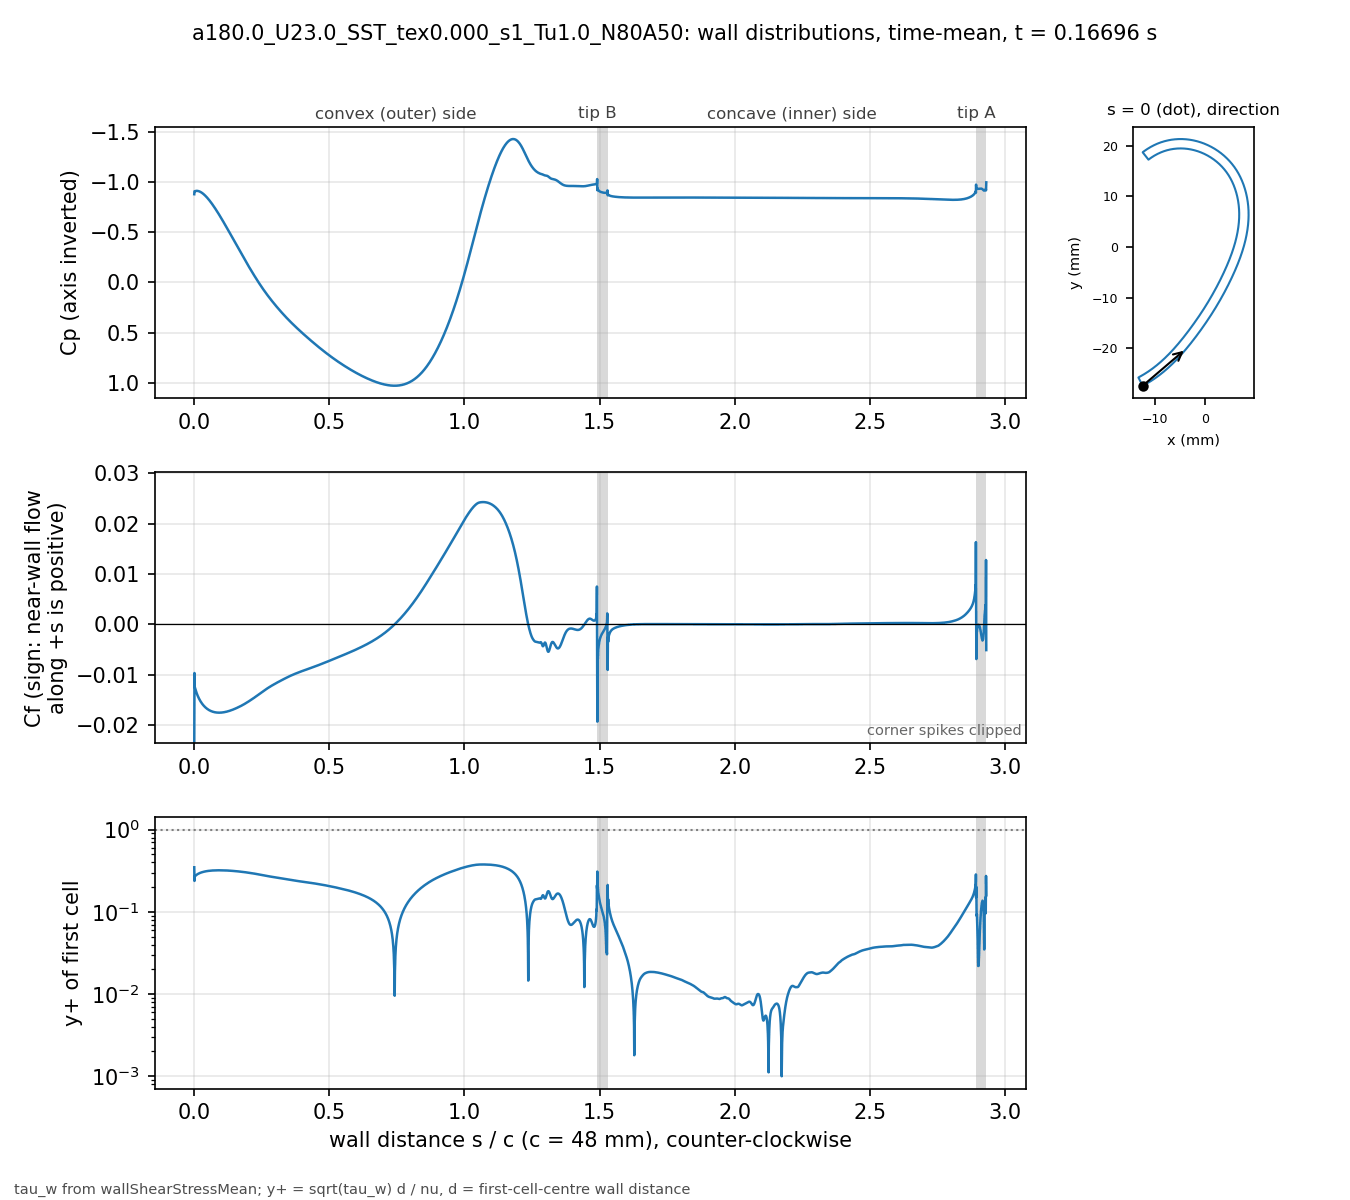 a180.0_U23.0_SST_tex0.000_s1_Tu1.0_N80A50: wall distributions, time-mean, t = 0.16696 s
convex (outer) side
tip B
concave (inner) side
tip A
Cp (axis inverted)
−1.5
−1.0
−0.5
0.0
0.5
1.0
0.0 0.5 1.0 1.5 2.0 2.5 3.0
s = 0 (dot), direction
y (mm)
20
10
0
−10
−20
−10 0
x (mm)
Cf (sign: near-wall flow
along +s is positive)
0.03
0.02
0.01
0.00
−0.01
−0.02
corner spikes clipped
0.0 0.5 1.0 1.5 2.0 2.5 3.0
y+ of first cell
10⁰
10⁻¹
10⁻²
10⁻³
0.0 0.5 1.0 1.5 2.0 2.5 3.0
wall distance s / c (c = 48 mm), counter-clockwise
tau_w from wallShearStressMean; y+ = sqrt(tau_w) d / nu, d = first-cell-centre wall distance